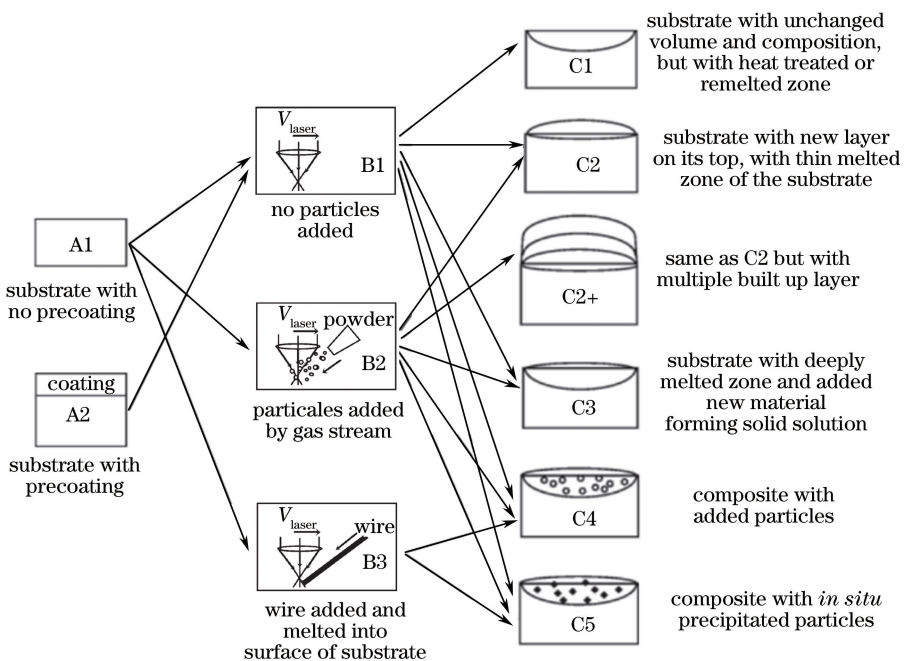 A1
substrate with
no precoating
coating
A2
substrate with
precoating
V laser
B1
no particles
added
V laser
powder
B2
particales added
by gas stream
V laser
wire
B3
wire added and
melted into
surface of substrate
C1
substrate with unchanged
volume and composition,
but with heat treated or
remelted zone
C2
substrate with new layer
on its top, with thin melted
zone of the substrate
C2+
same as C2 but with
multiple built up layer
C3
substrate with deeply
melted zone and added
new material
forming solid solution
C4
composite with
added particles
C5
composite with in situ
precipitated particles